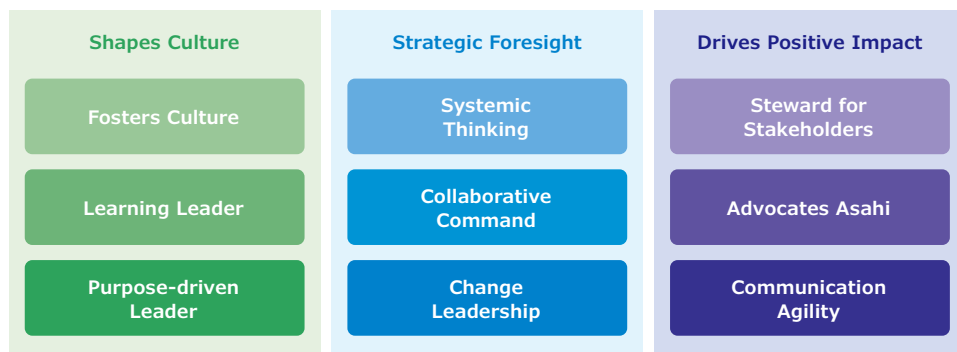 Shapes Culture
Fosters Culture
Learning Leader
Purpose-driven
Leader
Strategic Foresight
Systemic
Thinking
Collaborative
Command
Change
Leadership
Drives Positive Impact
Steward for
Stakeholders
Advocates Asahi
Communication
Agility